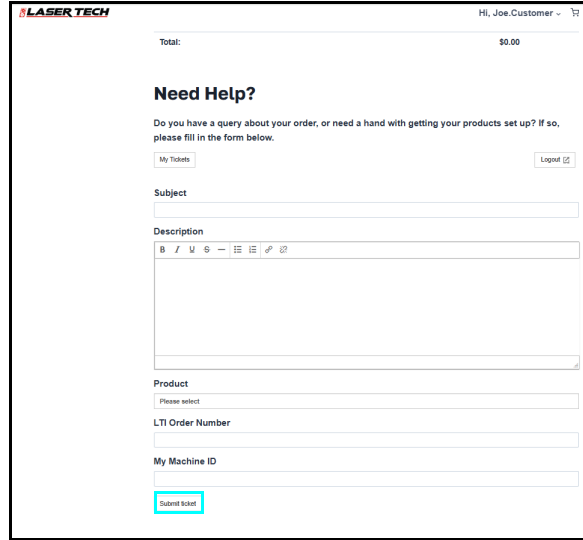 LASER TECH
Hi, Joe.Customer
Total: $0.00
Need Help?
Do you have a query about your order, or need a hand with getting your products set up? If so,
please fill in the form below.
My Tickets
Logout
Subject
Description
B I U S
Product
Please select
LTI Order Number
My Machine ID
Submit ticket